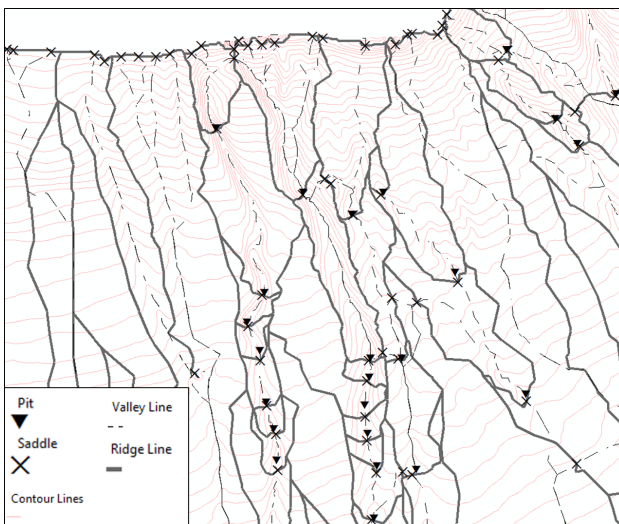 Pit
Valley Line
Saddle
Ridge Line
Contour Lines